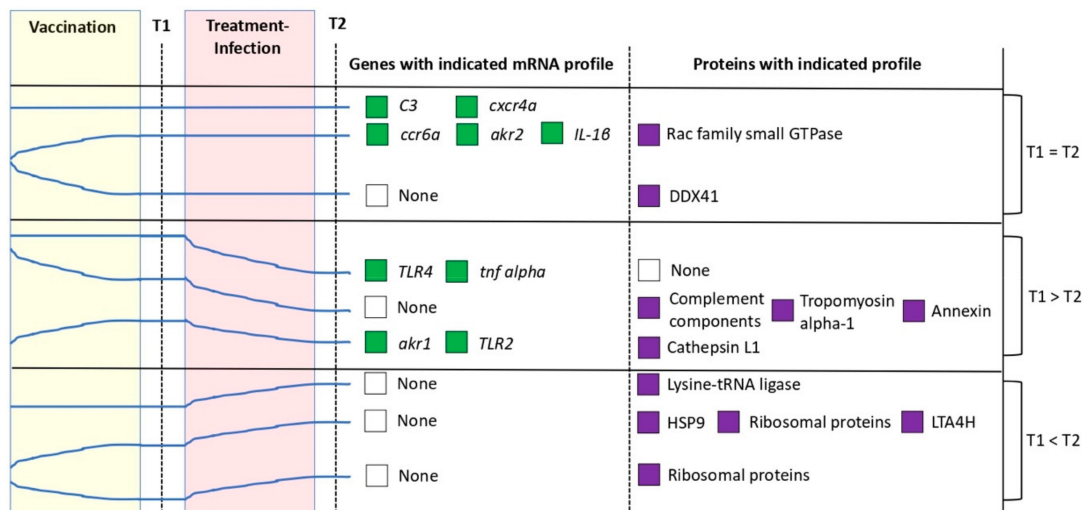 Vaccination T1 Treatment-Infection T2
Genes with indicated mRNA profile Proteins with indicated profile
C3 cxcr4a
ccr6a akr2 IL-1β Rac family small GTPase
T1 = T2
None DDX41
TLR4 tnf alpha None
None Complement components Tropomyosin alpha-1 Annexin
T1 > T2
akr1 TLR2 Cathepsin L1
None Lysine-tRNA ligase
None HSP9 Ribosomal proteins LTA4H
T1 < T2
None Ribosomal proteins